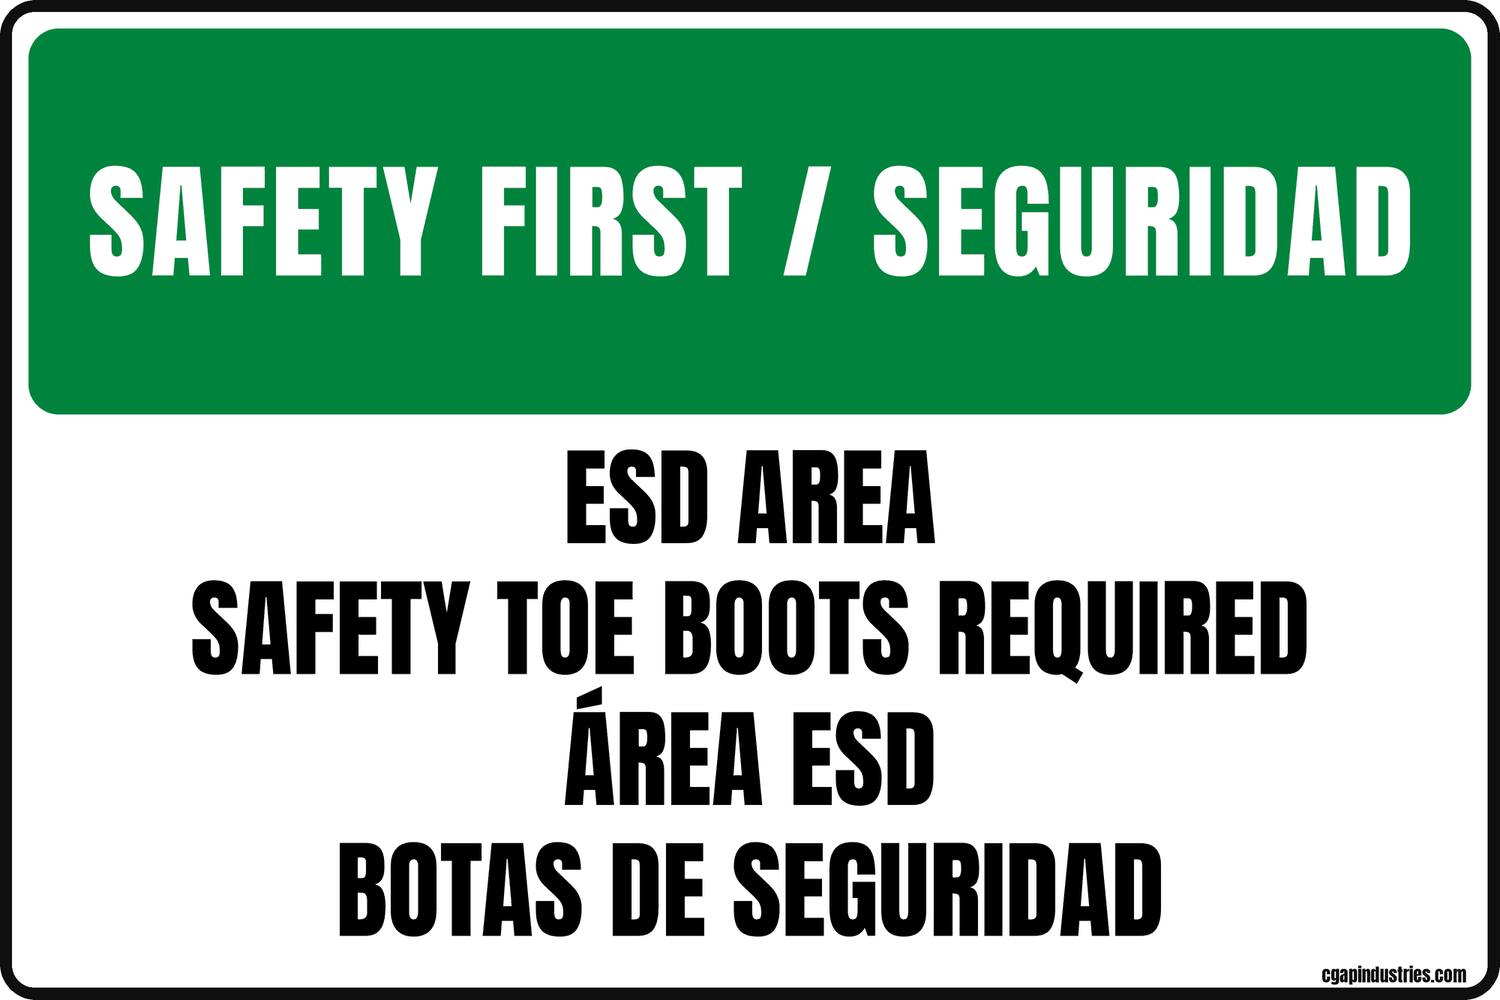 SAFETY FIRST / SEGURIDAD
ESD AREA
SAFETY TOE BOOTS REQUIRED
ÁREA ESD
BOTAS DE SEGURIDAD
cgapindustries.com